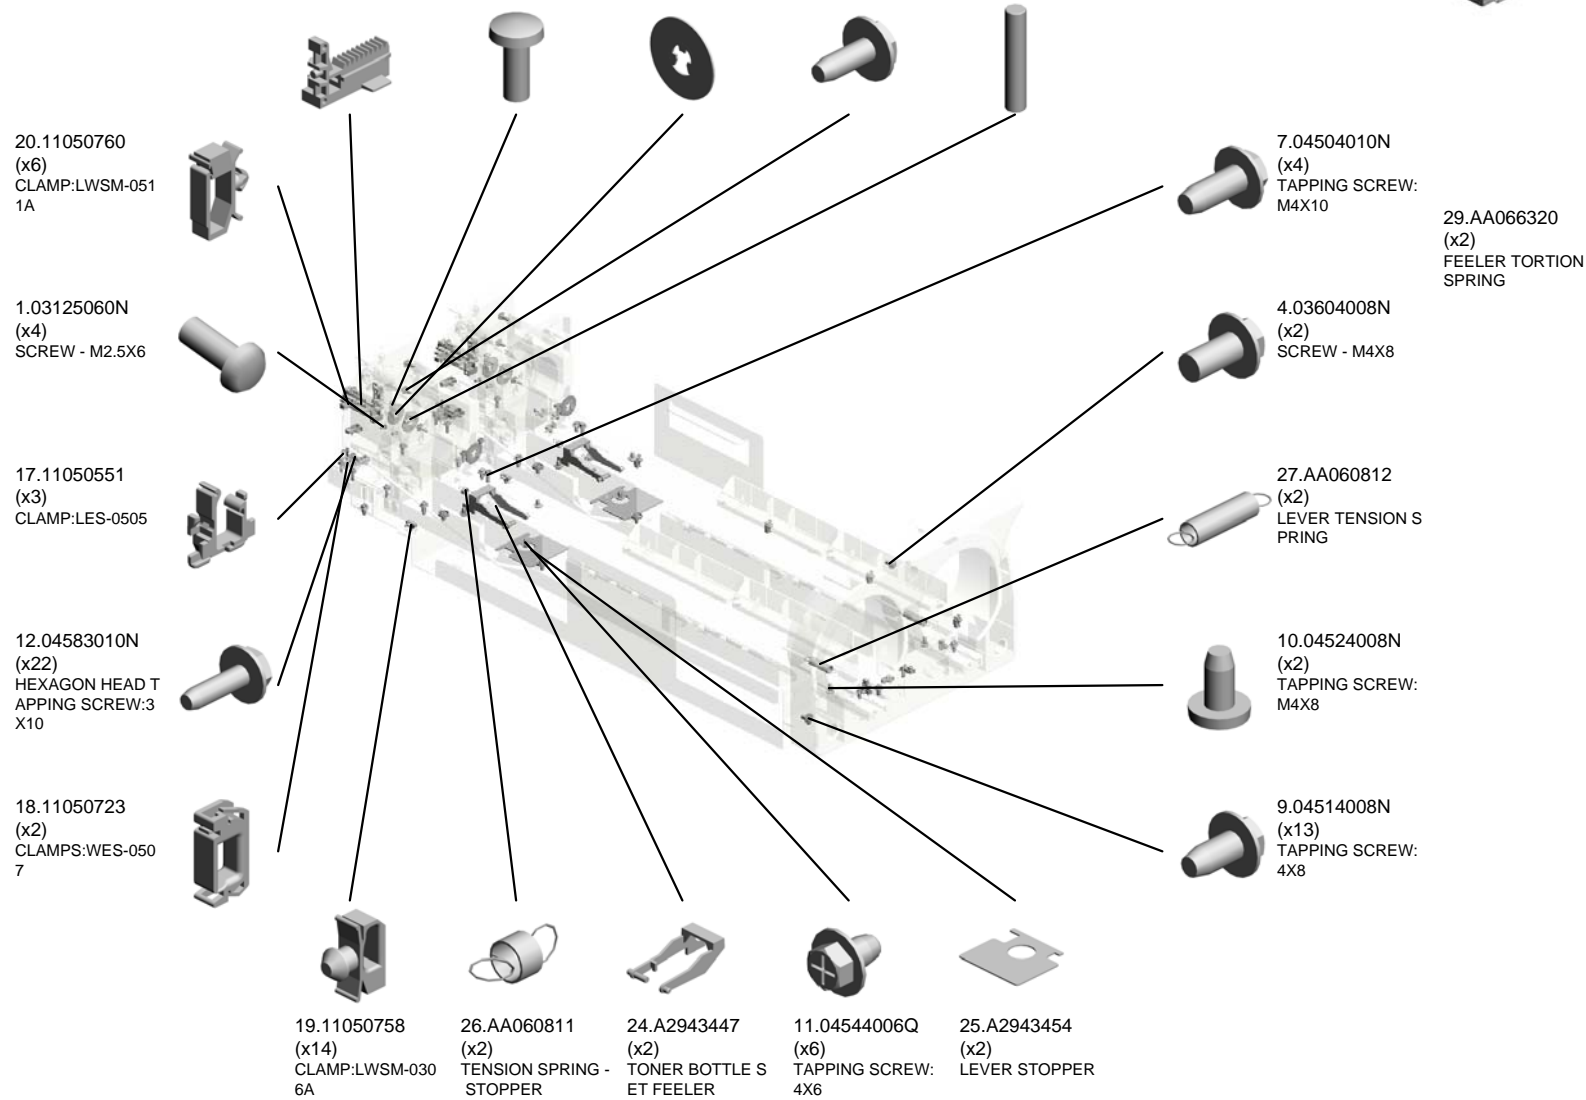 20.11050760
(x6)
CLAMP:LWSM-051
1A
1.03125060N
(x4)
SCREW - M2.5X6
17.11050551
(x3)
CLAMP:LES-0505
12.04583010N
(x22)
HEXAGON HEAD T
APPING SCREW:3
X10
18.11050723
(x2)
CLAMPS:WES-050
7
7.04504010N
(x4)
TAPPING SCREW:
M4X10
29.AA066320
(x2)
FEELER TORTION
SPRING
4.03604008N
(x2)
SCREW - M4X8
27.AA060812
(x2)
LEVER TENSION S
PRING
10.04524008N
(x2)
TAPPING SCREW:
M4X8
9.04514008N
(x13)
TAPPING SCREW:
4X8
19.11050758
(x14)
CLAMP:LWSM-030
6A
26.AA060811
(x2)
TENSION SPRING -
STOPPER
24.A2943447
(x2)
TONER BOTTLE S
ET FEELER
11.04544006Q
(x6)
TAPPING SCREW:
4X6
25.A2943454
(x2)
LEVER STOPPER